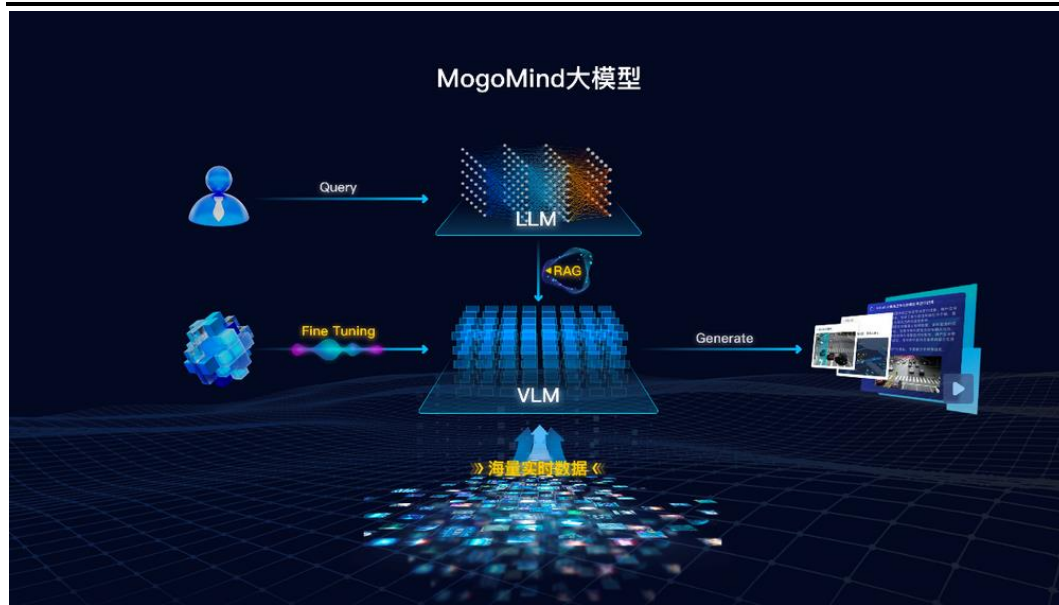 MogoMind大模型
Query
LLM
RAG
Fine Tuning
Generate
VLM
海量实时数据